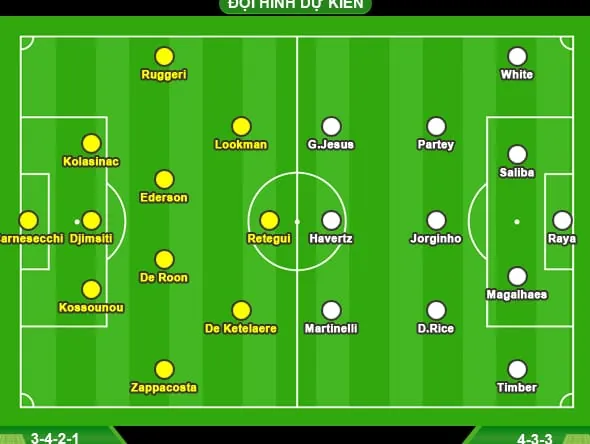 ĐỘI HÌNH DỰ KIẾN
Ruggeri
White
Lookman
G.Jesus
Partey
Kolasinac
Saliba
Ederson
arnesecchi
Djimsiti
Retegui
Havertz
Jorginho
Raya
De Roon
Magalhaes
Kossounou
De Ketelaere
Martinelli
D.Rice
Zappacosta
Timber
3-4-2-1
4-3-3